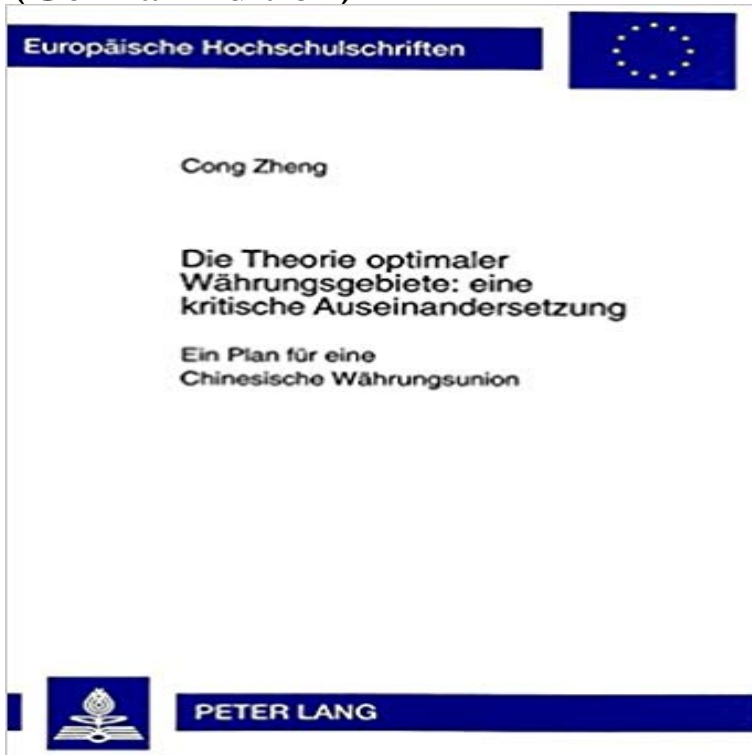 Europäische Hochschulschriften
Cong Zheng
Die Theorie optimaler
Währungsgebiete: eine
kritische Auseinandersetzung
Ein Plan für eine
Chinesische Währungsunion
PETER LANG